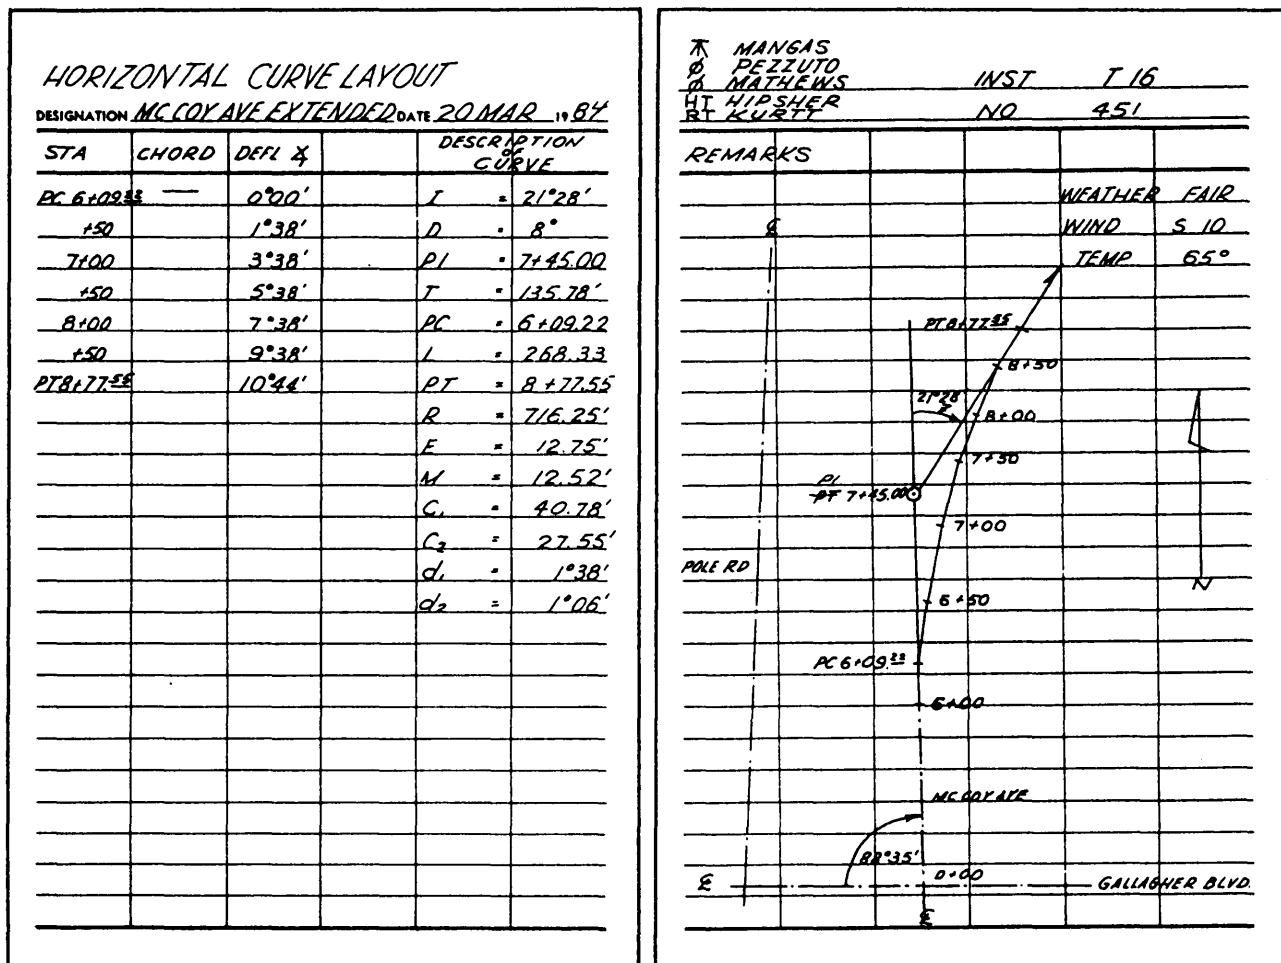 HORIZONTAL CURVE LAYOUT
DESIGNATION MC COY AVE EXTENDED DATE 20 MAR 1984
STA CHORD DEFL ∡ DESCRIPTION OF CURVE
PC 6+09.22 — 0°00' I = 21°28'
+50 1°38' D = 8°
7+00 3°38' PI = 7+45.00
+50 5°38' T = 135.78'
8+00 7°38' PC = 6+09.22
+50 9°38' L = 268.33
PT 8+77.55 10°44' PT = 8+77.55
R = 716.25'
E = 12.75'
M = 12.52'
C₁ = 40.78'
C₂ = 27.55'
d₁ = 1°38'
d₂ = 1°06'
⊼ MANGAS
Ø PEZZUTO
Ø MATHEWS INST T 16
HT HIPSHER NO 451
RT KURTT
REMARKS
WEATHER FAIR
℄ WIND S 10
TEMP 65°
PT 8+77.55
8+50
21°28'
I
8+00
7+50
PI
PT 7+45.00
7+00
POLE RD
N
6+50
PC 6+09.22
6+00
MC COY AVE
88°35'
0+00
℄ GALLAGHER BLVD.
℄